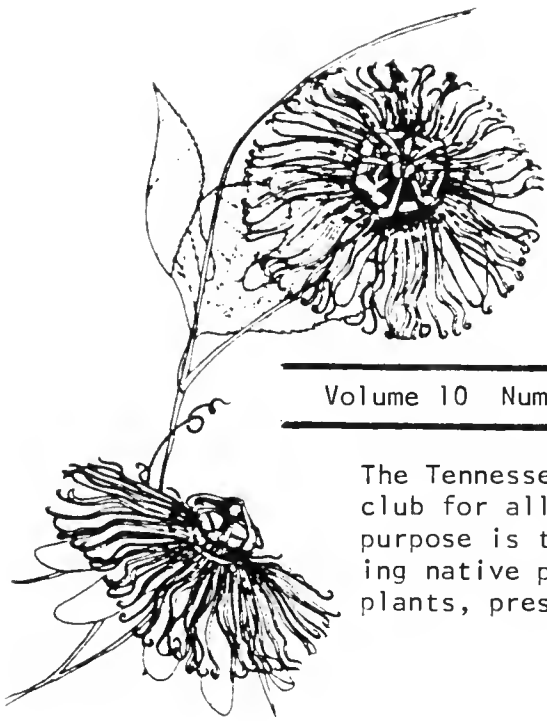 Volume 10 Num
The Tennesse
club for all
purpose is t
ing native p
plants, pres